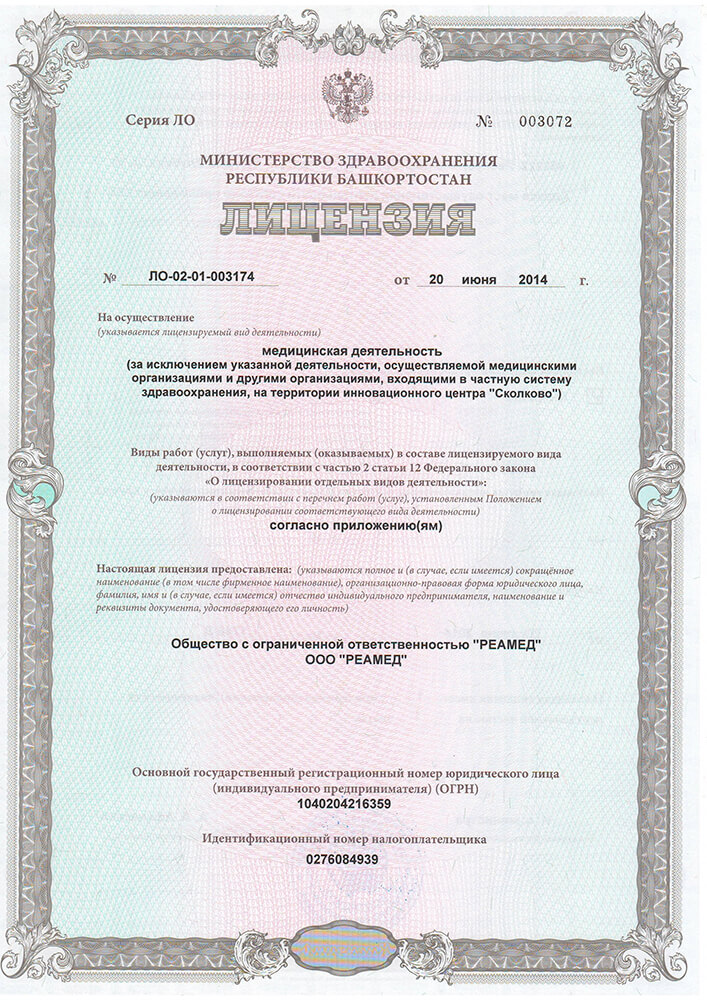 Серия ЛО № 003072
МИНИСТЕРСТВО ЗДРАВООХРАНЕНИЯ
РЕСПУБЛИКИ БАШКОРТОСТАН
ЛИЦЕНЗИЯ
№ ЛО-02-01-003174 от 20 июня 2014 г.
На осуществление
(указывается лицензируемый вид деятельности)
медицинская деятельность
(за исключением указанной деятельности, осуществляемой медицинскими
организациями и другими организациями, входящими в частную систему
здравоохранения, на территории инновационного центра "Сколково")
Виды работ (услуг), выполняемых (оказываемых) в составе лицензируемого вида
деятельности, в соответствии с частью 2 статьи 12 Федерального закона
«О лицензировании отдельных видов деятельности»:
(указываются в соответствии с перечнем работ (услуг), установленным Положением
о лицензировании соответствующего вида деятельности)
согласно приложению(ям)
Настоящая лицензия предоставлена: (указываются полное и (в случае, если имеется) сокращённое
наименование (в том числе фирменное наименование), организационно-правовая форма юридического лица,
фамилия, имя и (в случае, если имеется) отчество индивидуального предпринимателя, наименование и
реквизиты документа, удостоверяющего его личность)
Общество с ограниченной ответственностью "РЕАМЕД"
ООО "РЕАМЕД"
Основной государственный регистрационный номер юридического лица
(индивидуального предпринимателя) (ОГРН)
1040204216359
Идентификационный номер налогоплательщика
0276084939